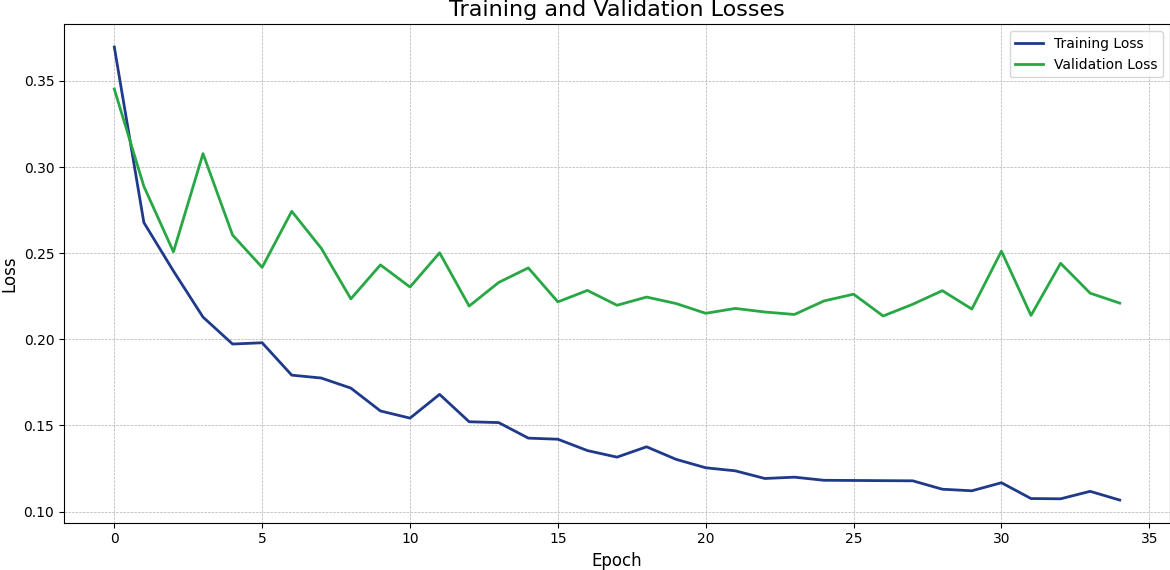 Training and Validation Losses
Training Loss
Validation Loss
0.35
0.30
0.25
0.20
0.15
0.10
Loss
0 5 10 15 20 25 30 35
Epoch